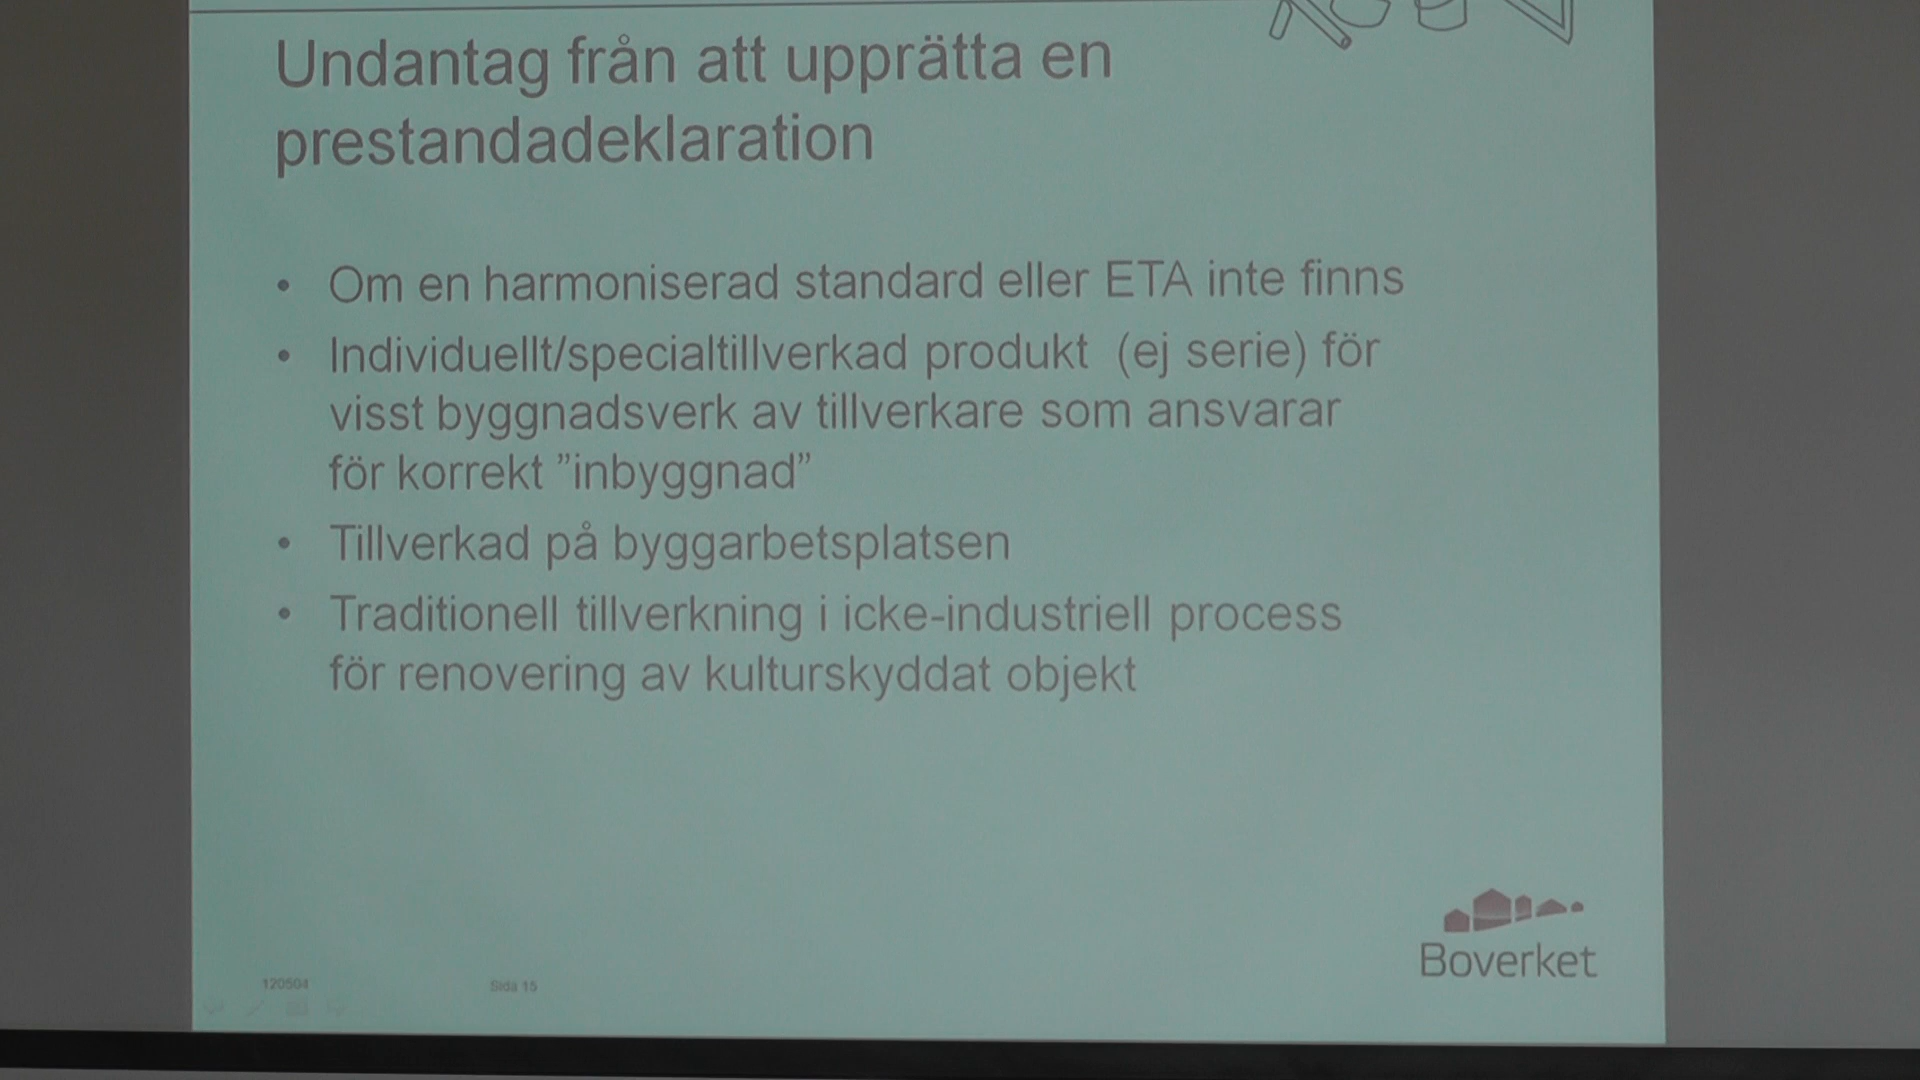 Undantag från att upprätta en
prestandadeklaration
• Om en harmoniserad standard eller ETA inte finns
• Individuellt/specialtillverkad produkt (ej serie) för
visst byggnadsverk av tillverkare som ansvarar
för korrekt ”inbyggnad”
• Tillverkad på byggarbetsplatsen
• Traditionell tillverkning i icke-industriell process
för renovering av kulturskyddat objekt
Boverket
120504
Sida 15